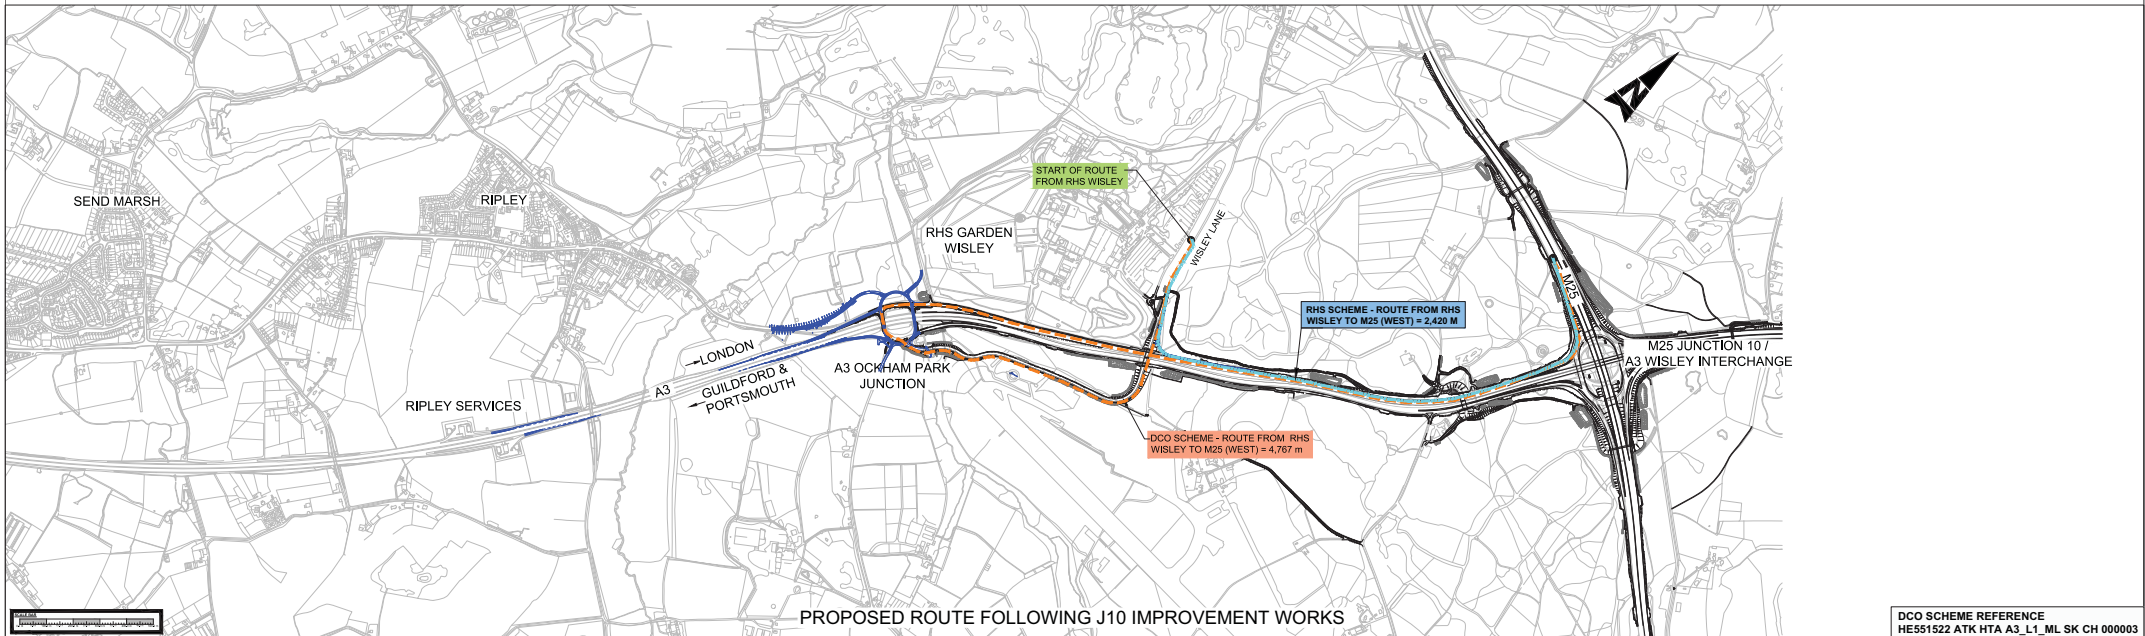 SEND MARSH
RIPLEY
RHS GARDEN
WISLEY
START OF ROUTE
FROM RHS WISLEY
WISLEY LANE
RHS SCHEME - ROUTE FROM RHS
WISLEY TO M25 (WEST) = 2,420 M
M25
M25 JUNCTION 10 /
A3 WISLEY INTERCHANGE
LONDON
A3
GUILDFORD &
PORTSMOUTH
A3 OCKHAM PARK
JUNCTION
RIPLEY SERVICES
DCO SCHEME - ROUTE FROM RHS
WISLEY TO M25 (WEST) = 4,767 m
N
SCALE BAR
PROPOSED ROUTE FOLLOWING J10 IMPROVEMENT WORKS
DCO SCHEME REFERENCE
HE551522 ATK HTA A3_L1_ML SK CH 000003